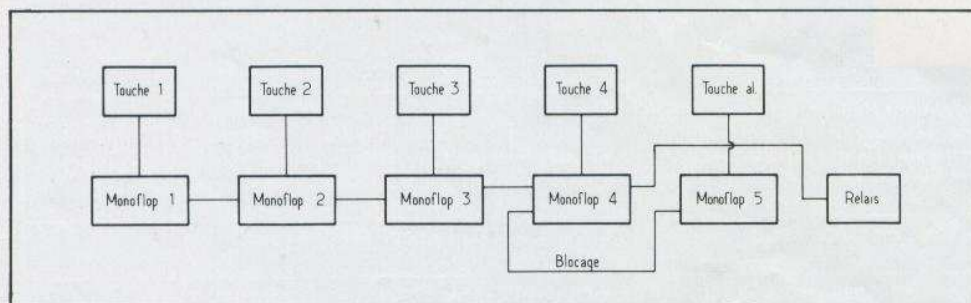 Touche 1
Touche 2
Touche 3
Touche 4
Touche al.
Monoflop 1
Monoflop 2
Monoflop 3
Monoflop 4
Monoflop 5
Relais
Blocage